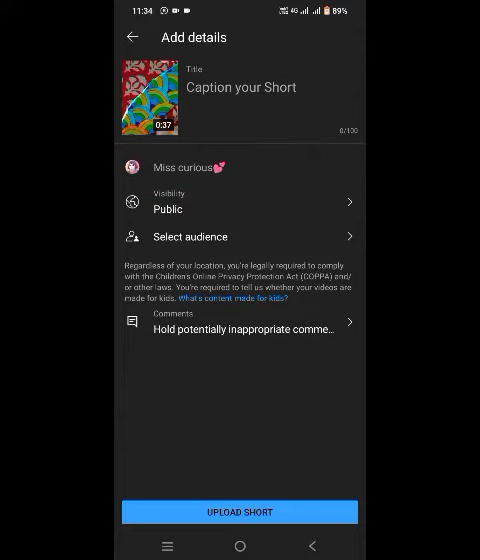 11:34
4G
89%
Add details
Title
Caption your Short
0:37
0/100
Miss curious💕
Visibility
Public
Select audience
Regardless of your location, you're legally required to comply
with the Children's Online Privacy Protection Act (COPPA) and/
or other laws. You're required to tell us whether your videos are
made for kids. What's content made for kids?
Comments
Hold potentially inappropriate comme...
UPLOAD SHORT